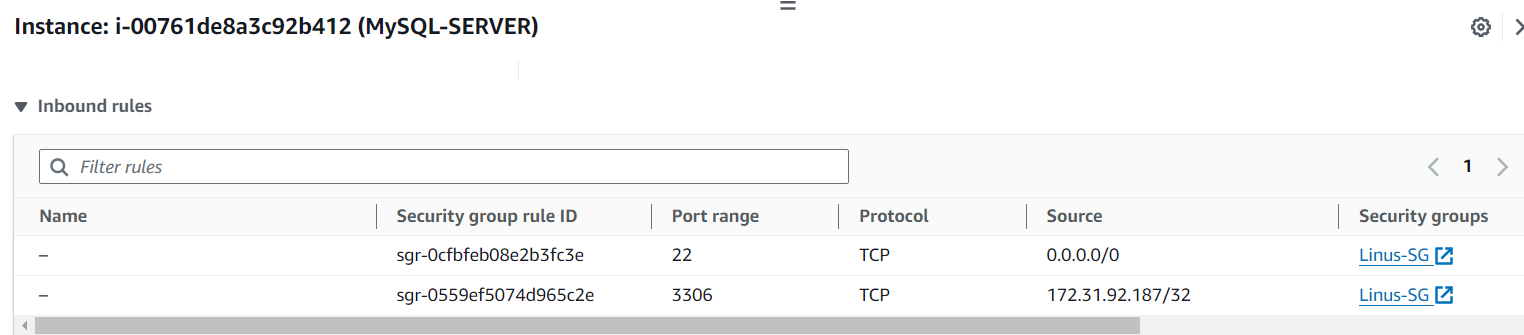 Instance: i-00761de8a3c92b412 (MySQL-SERVER)
Inbound rules
Filter rules
1
Name Security group rule ID Port range Protocol Source Security groups
– sgr-0cfbfeb08e2b3fc3e 22 TCP 0.0.0.0/0 Linus-SG
– sgr-0559ef5074d965c2e 3306 TCP 172.31.92.187/32 Linus-SG